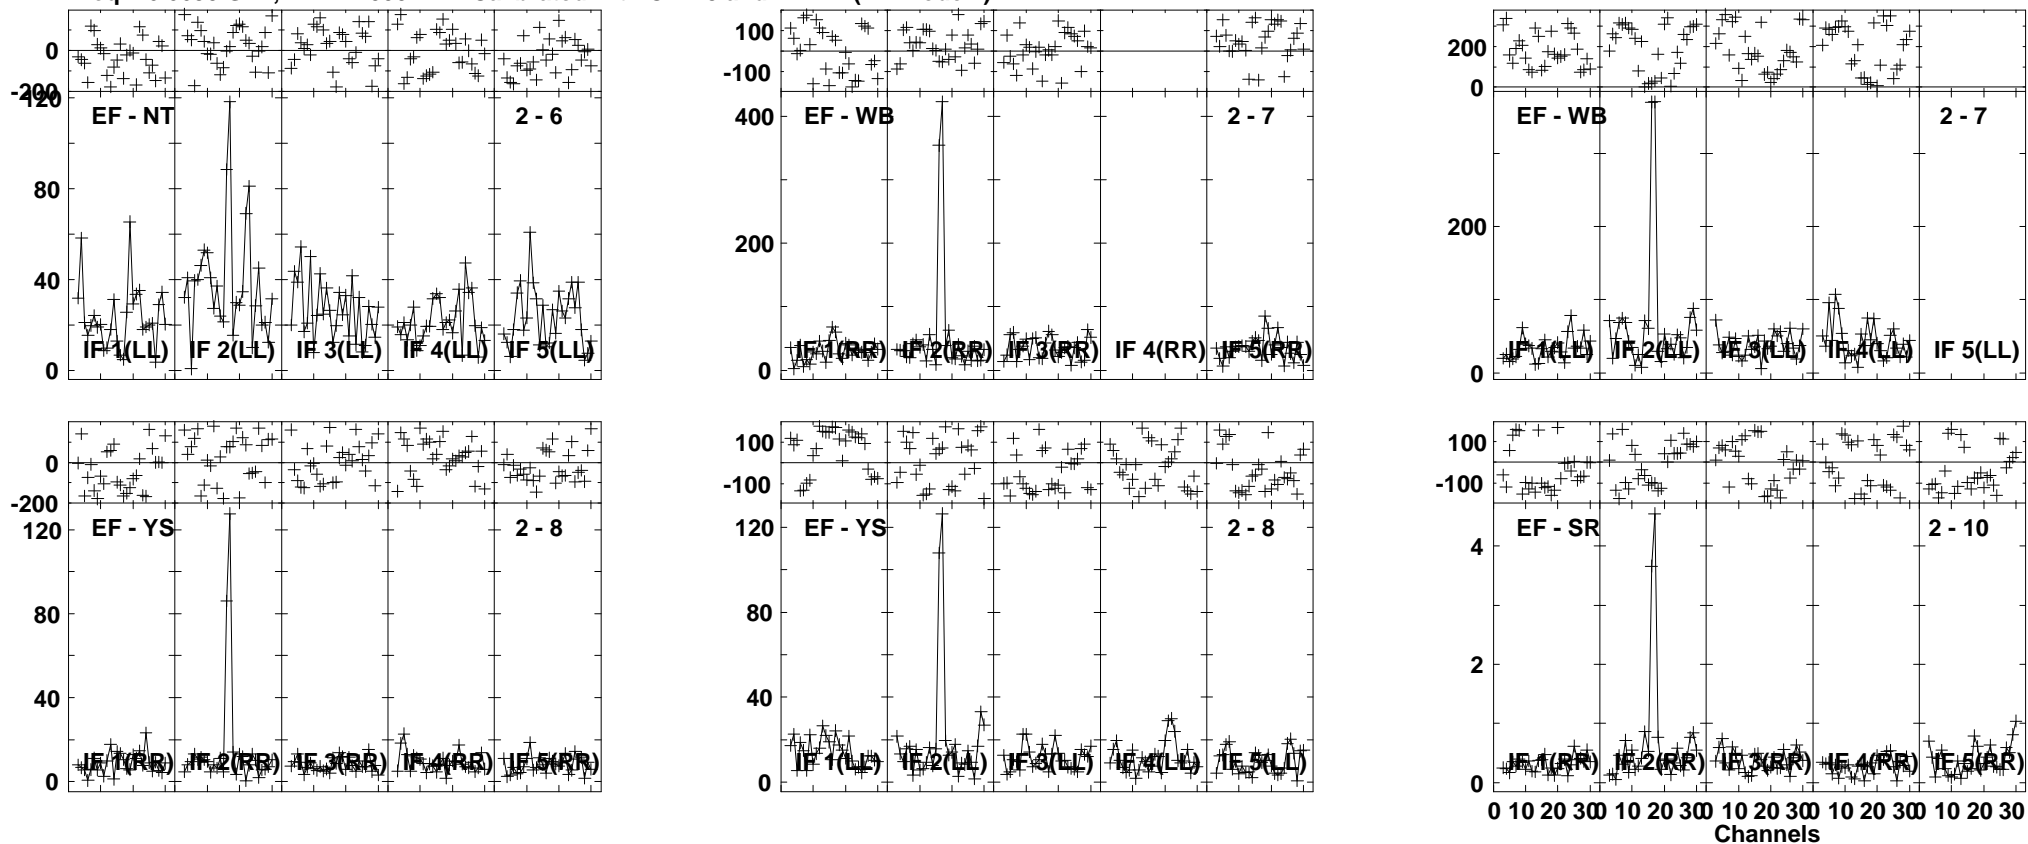 0
-200
100
-100
200
0
120
80
40
0
EF - NT
2 - 6
IF 1(LL) IF 2(LL) IF 3(LL) IF 4(LL) IF 5(LL)
400
200
0
EF - WB
2 - 7
IF 1(RR) IF 2(RR) IF 3(RR) IF 4(RR) IF 5(RR)
200
0
EF - WB
2 - 7
IF 1(LL) IF 2(LL) IF 3(LL) IF 4(LL) IF 5(LL)
0
-200
100
-100
100
-100
120
80
40
0
EF - YS
2 - 8
IF 1(RR) IF 2(RR) IF 3(RR) IF 4(RR) IF 5(RR)
120
80
40
0
EF - YS
2 - 8
IF 1(LL) IF 2(LL) IF 3(LL) IF 4(LL) IF 5(LL)
4
2
0
EF - SR
2 - 10
IF 1(RR) IF 2(RR) IF 3(RR) IF 4(RR) IF 5(RR)
0 10 20 30 0 10 20 30 0 10 20 30 0 10 20 30 0 10 20 30
Channels